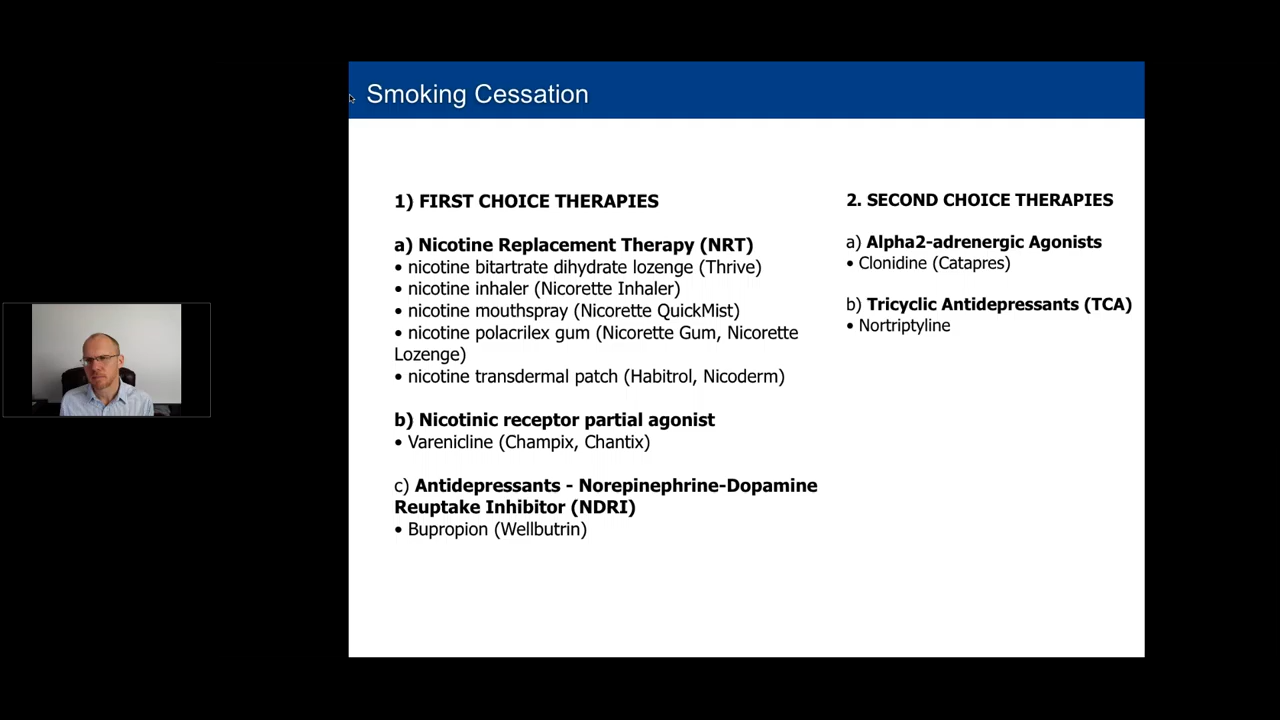 Smoking Cessation
1) FIRST CHOICE THERAPIES
a) Nicotine Replacement Therapy (NRT)
• nicotine bitartrate dihydrate lozenge (Thrive)
• nicotine inhaler (Nicorette Inhaler)
• nicotine mouthspray (Nicorette QuickMist)
• nicotine polacrilex gum (Nicorette Gum, Nicorette
Lozenge)
• nicotine transdermal patch (Habitrol, Nicoderm)
b) Nicotinic receptor partial agonist
• Varenicline (Champix, Chantix)
c) Antidepressants - Norepinephrine-Dopamine
Reuptake Inhibitor (NDRI)
• Bupropion (Wellbutrin)
2. SECOND CHOICE THERAPIES
a) Alpha2-adrenergic Agonists
• Clonidine (Catapres)
b) Tricyclic Antidepressants (TCA)
• Nortriptyline